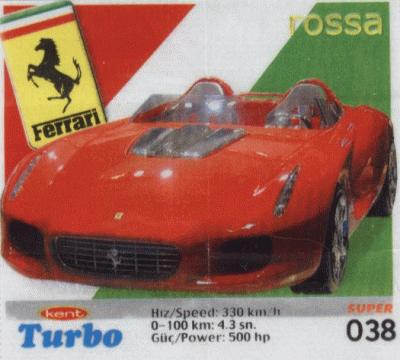 rossa
Ferrari
kent
Turbo
Hız/Speed: 330 km/h
0-100 km: 4.3 sn.
Güç/Power: 500 hp
SUPER
038